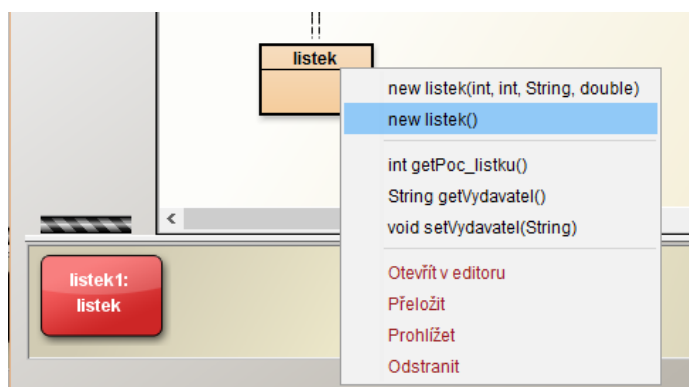 listek
new listek(int, int, String, double)
new listek()
int getPoc_listku()
String getVydavatel()
void setVydavatel(String)
Otevřít v editoru
Přeložit
Prohlížet
Odstranit
listek1:
listek